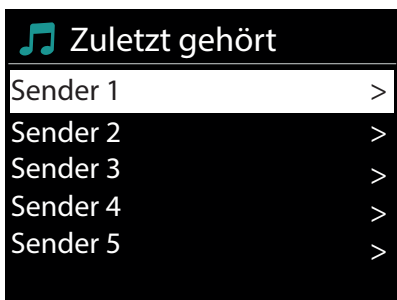 Zuletzt gehört
Sender 1 >
Sender 2 >
Sender 3 >
Sender 4 >
Sender 5 >